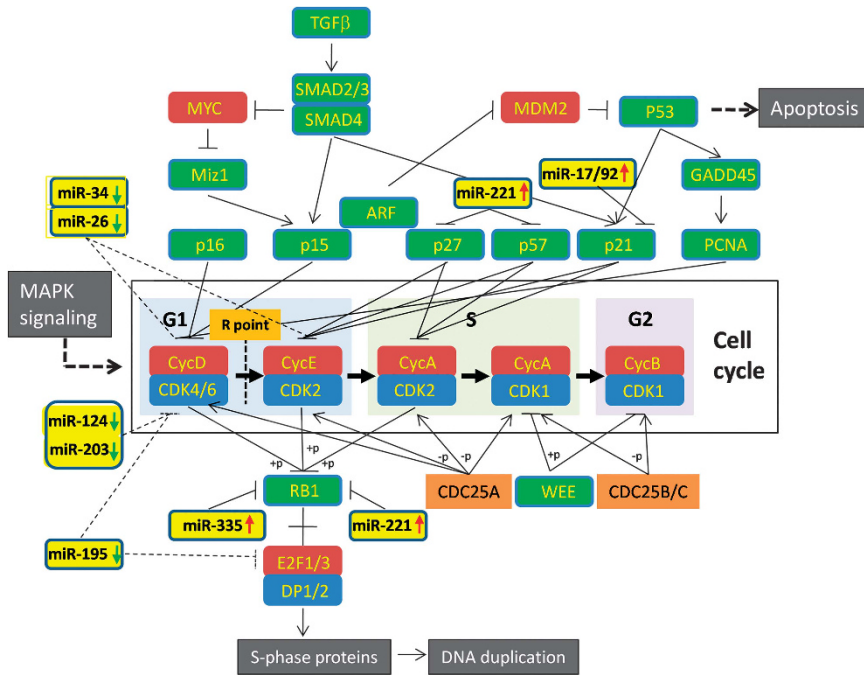 TGFβ
SMAD2/3
SMAD4
MYC
MDM2
P53
Apoptosis
Miz1
miR-34
miR-26
miR-221
miR-17/92
GADD45
ARF
p16
p15
p27
p57
p21
PCNA
MAPK
signaling
G1
R point
S
G2
Cell
cycle
CycD
CDK4/6
CycE
CDK2
CycA
CDK2
CycA
CDK1
CycB
CDK1
miR-124
miR-203
+p
+p
+p
-p
-p
+p
-p
CDC25A
WEE
CDC25B/C
RB1
miR-335
miR-221
miR-195
E2F1/3
DP1/2
S-phase proteins
DNA duplication